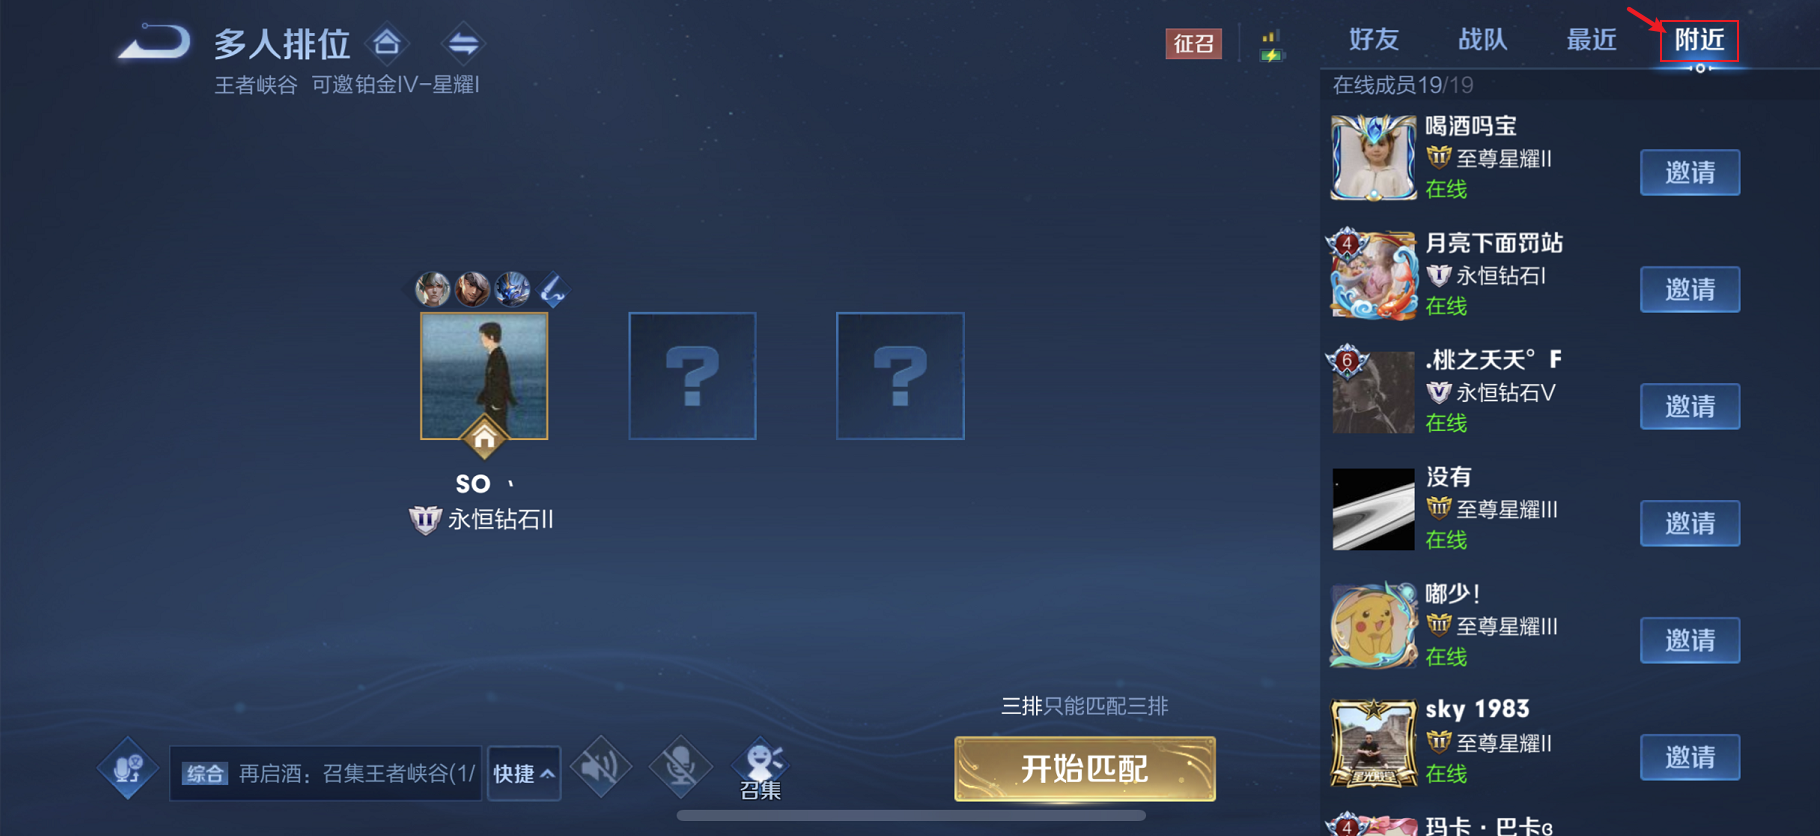 多人排位
王者峡谷 可邀铂金IV-星耀I
征召
好友 战队 最近 附近
在线成员19/19
喝酒吗宝
至尊星耀II
在线
邀请
4
月亮下面罚站
永恒钻石I
在线
邀请
6
.桃之夭夭° F
永恒钻石V
在线
邀请
没有
至尊星耀III
在线
邀请
嘟少!
至尊星耀III
在线
邀请
sky 1983
至尊星耀II
在线
邀请
4
玛卡·巴卡
? ?
SO 、
永恒钻石II
三排只能匹配三排
开始匹配
综合 再启酒：召集王者峡谷(1/
快捷
召集